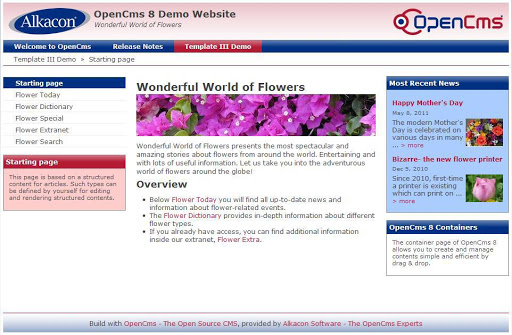 Alkacon
OpenCms 8 Demo Website
Wonderful World of Flowers
OpenCms
Welcome to OpenCms
Release Notes
Template III Demo
Template III Demo » Starting page
Starting page
Flower Today
Flower Dictionary
Flower Special
Flower Extranet
Flower Search
Starting page
This page is based on a structured
content for articles. Such types can
be defined by yourself for editing
and rendering structured contents.
Wonderful World of Flowers
Wonderful World of Flowers presents the most spectacular and
amazing stories about flowers from around the world. Entertaining and
with lots of useful information. Let us take you into the adventurous
world of flowers around the globe!
Overview
• Below Flower Today you will find all up-to-date news and
information about flower-related events.
• The Flower Dictionary provides in-depth information about different
flower types.
• If you already have access, you can find additional information
inside our extranet, Flower Extra.
Most Recent News
Happy Mother's Day
May 8, 2011
The modern Mother's
Day is celebrated on
various days in many
... > more
Bizarre- the new flower printer
Dec 5, 2010
Since 2010, first-time
a printer is existing
which can print on ...
> more
OpenCms 8 Containers
The container page of OpenCms 8
allows you to create and manage
contents simple and efficient by
drag & drop.
Build with OpenCms - The Open Source CMS, provided by Alkacon Software - The OpenCms Experts